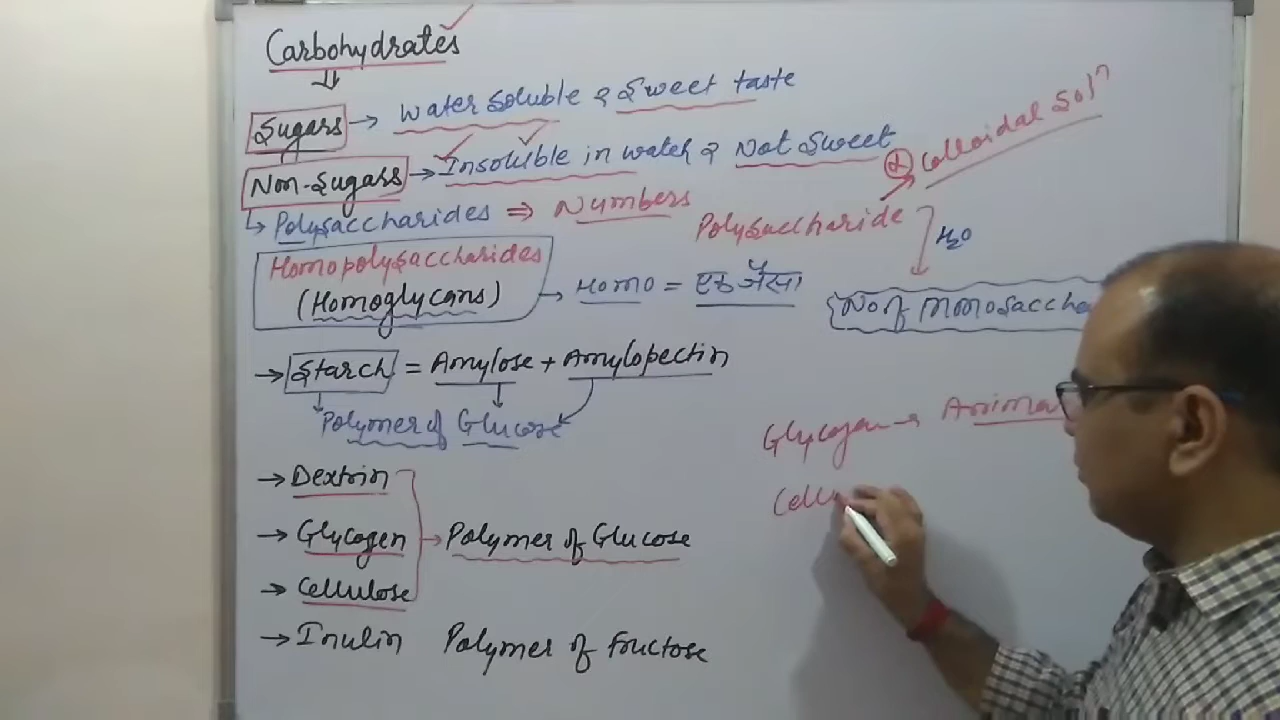 Carbohydrates
Sugars → Water Soluble & Sweet taste
Non-Sugars → Insoluble in water & Not Sweet
↳ Polysaccharides ⇒ Numbers
Homopolysaccharides
(Homoglycans) → Homo = एक जैसा
→ Starch = Amylose + Amylopectin
Polymer of Glucose
→ Dextrin
→ Glycogen → Polymer of Glucose
→ Cellulose
→ Inulin Polymer of fructose
Colloidal Solⁿ
Polysaccharide
H₂O
No of monosaccha
Glycogen → Anima
Cellu